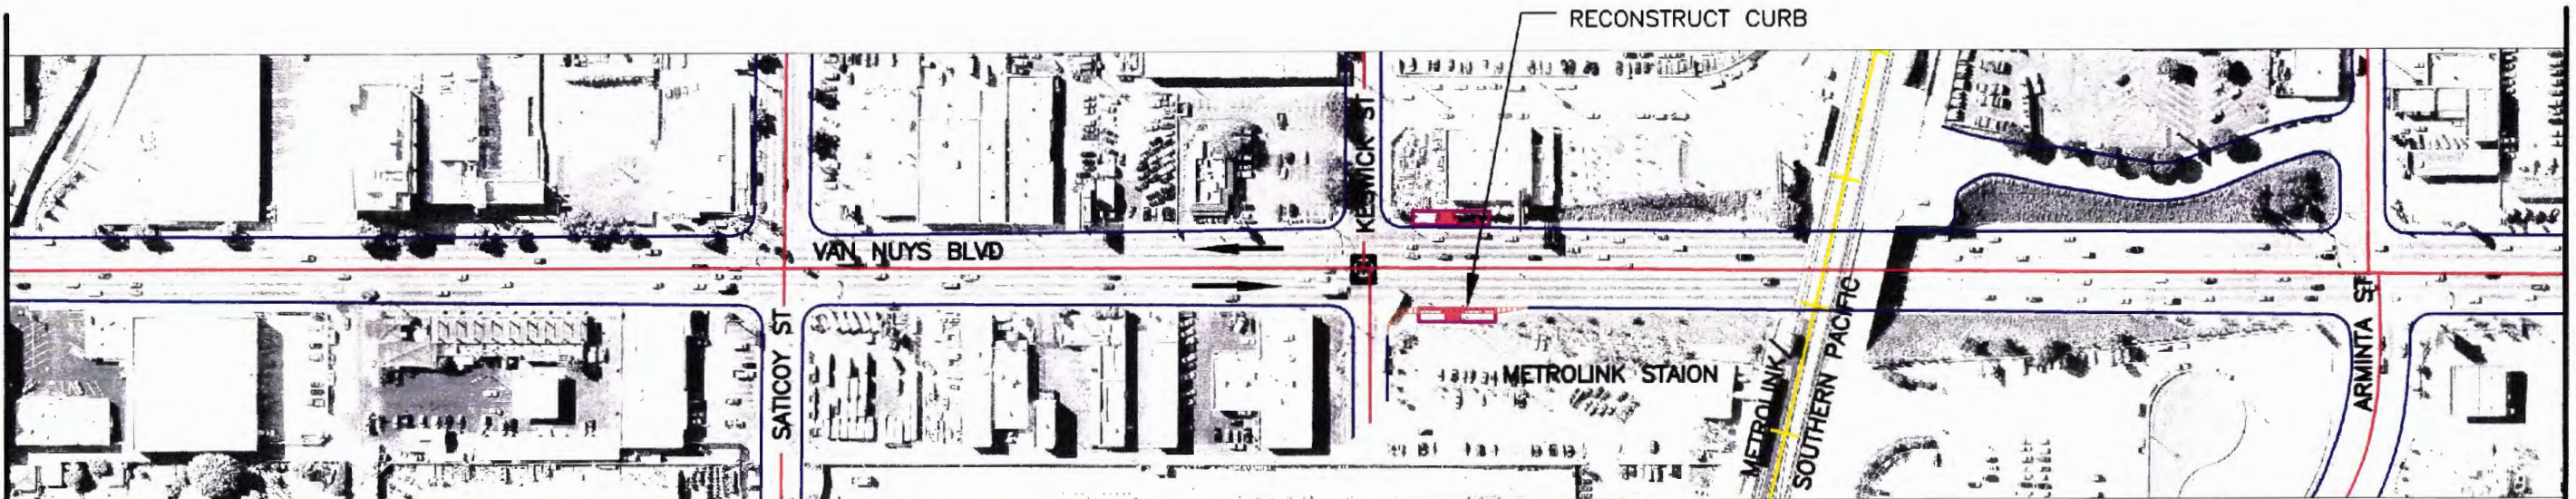 RECONSTRUCT CURB
KESWICK ST
VAN NUYS BLVD
SATICOY ST
METROLINK STAION
METROLINK/
SOUTHERN PACIFIC
ARMINTA ST